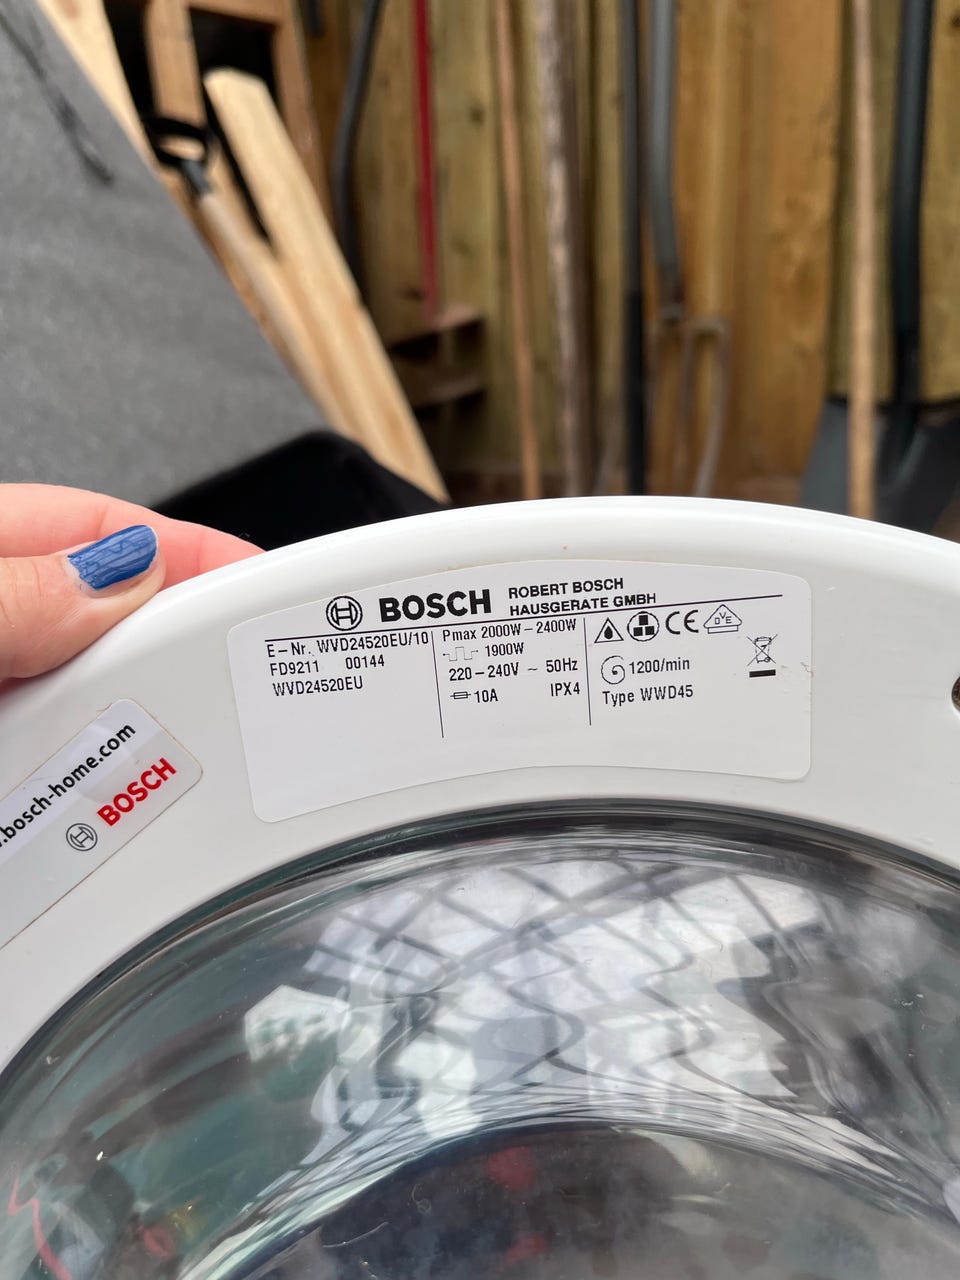 BOSCH ROBERT BOSCH
HAUSGERATE GMBH
E-Nr. WVD24520EU/10
FD9211 00144
WVD24520EU
Pmax 2000W-2400W
1900W
220-240V ~ 50Hz
10A IPX4
DVE
1200/min
Type WWD45
.bosch-home.com
BOSCH